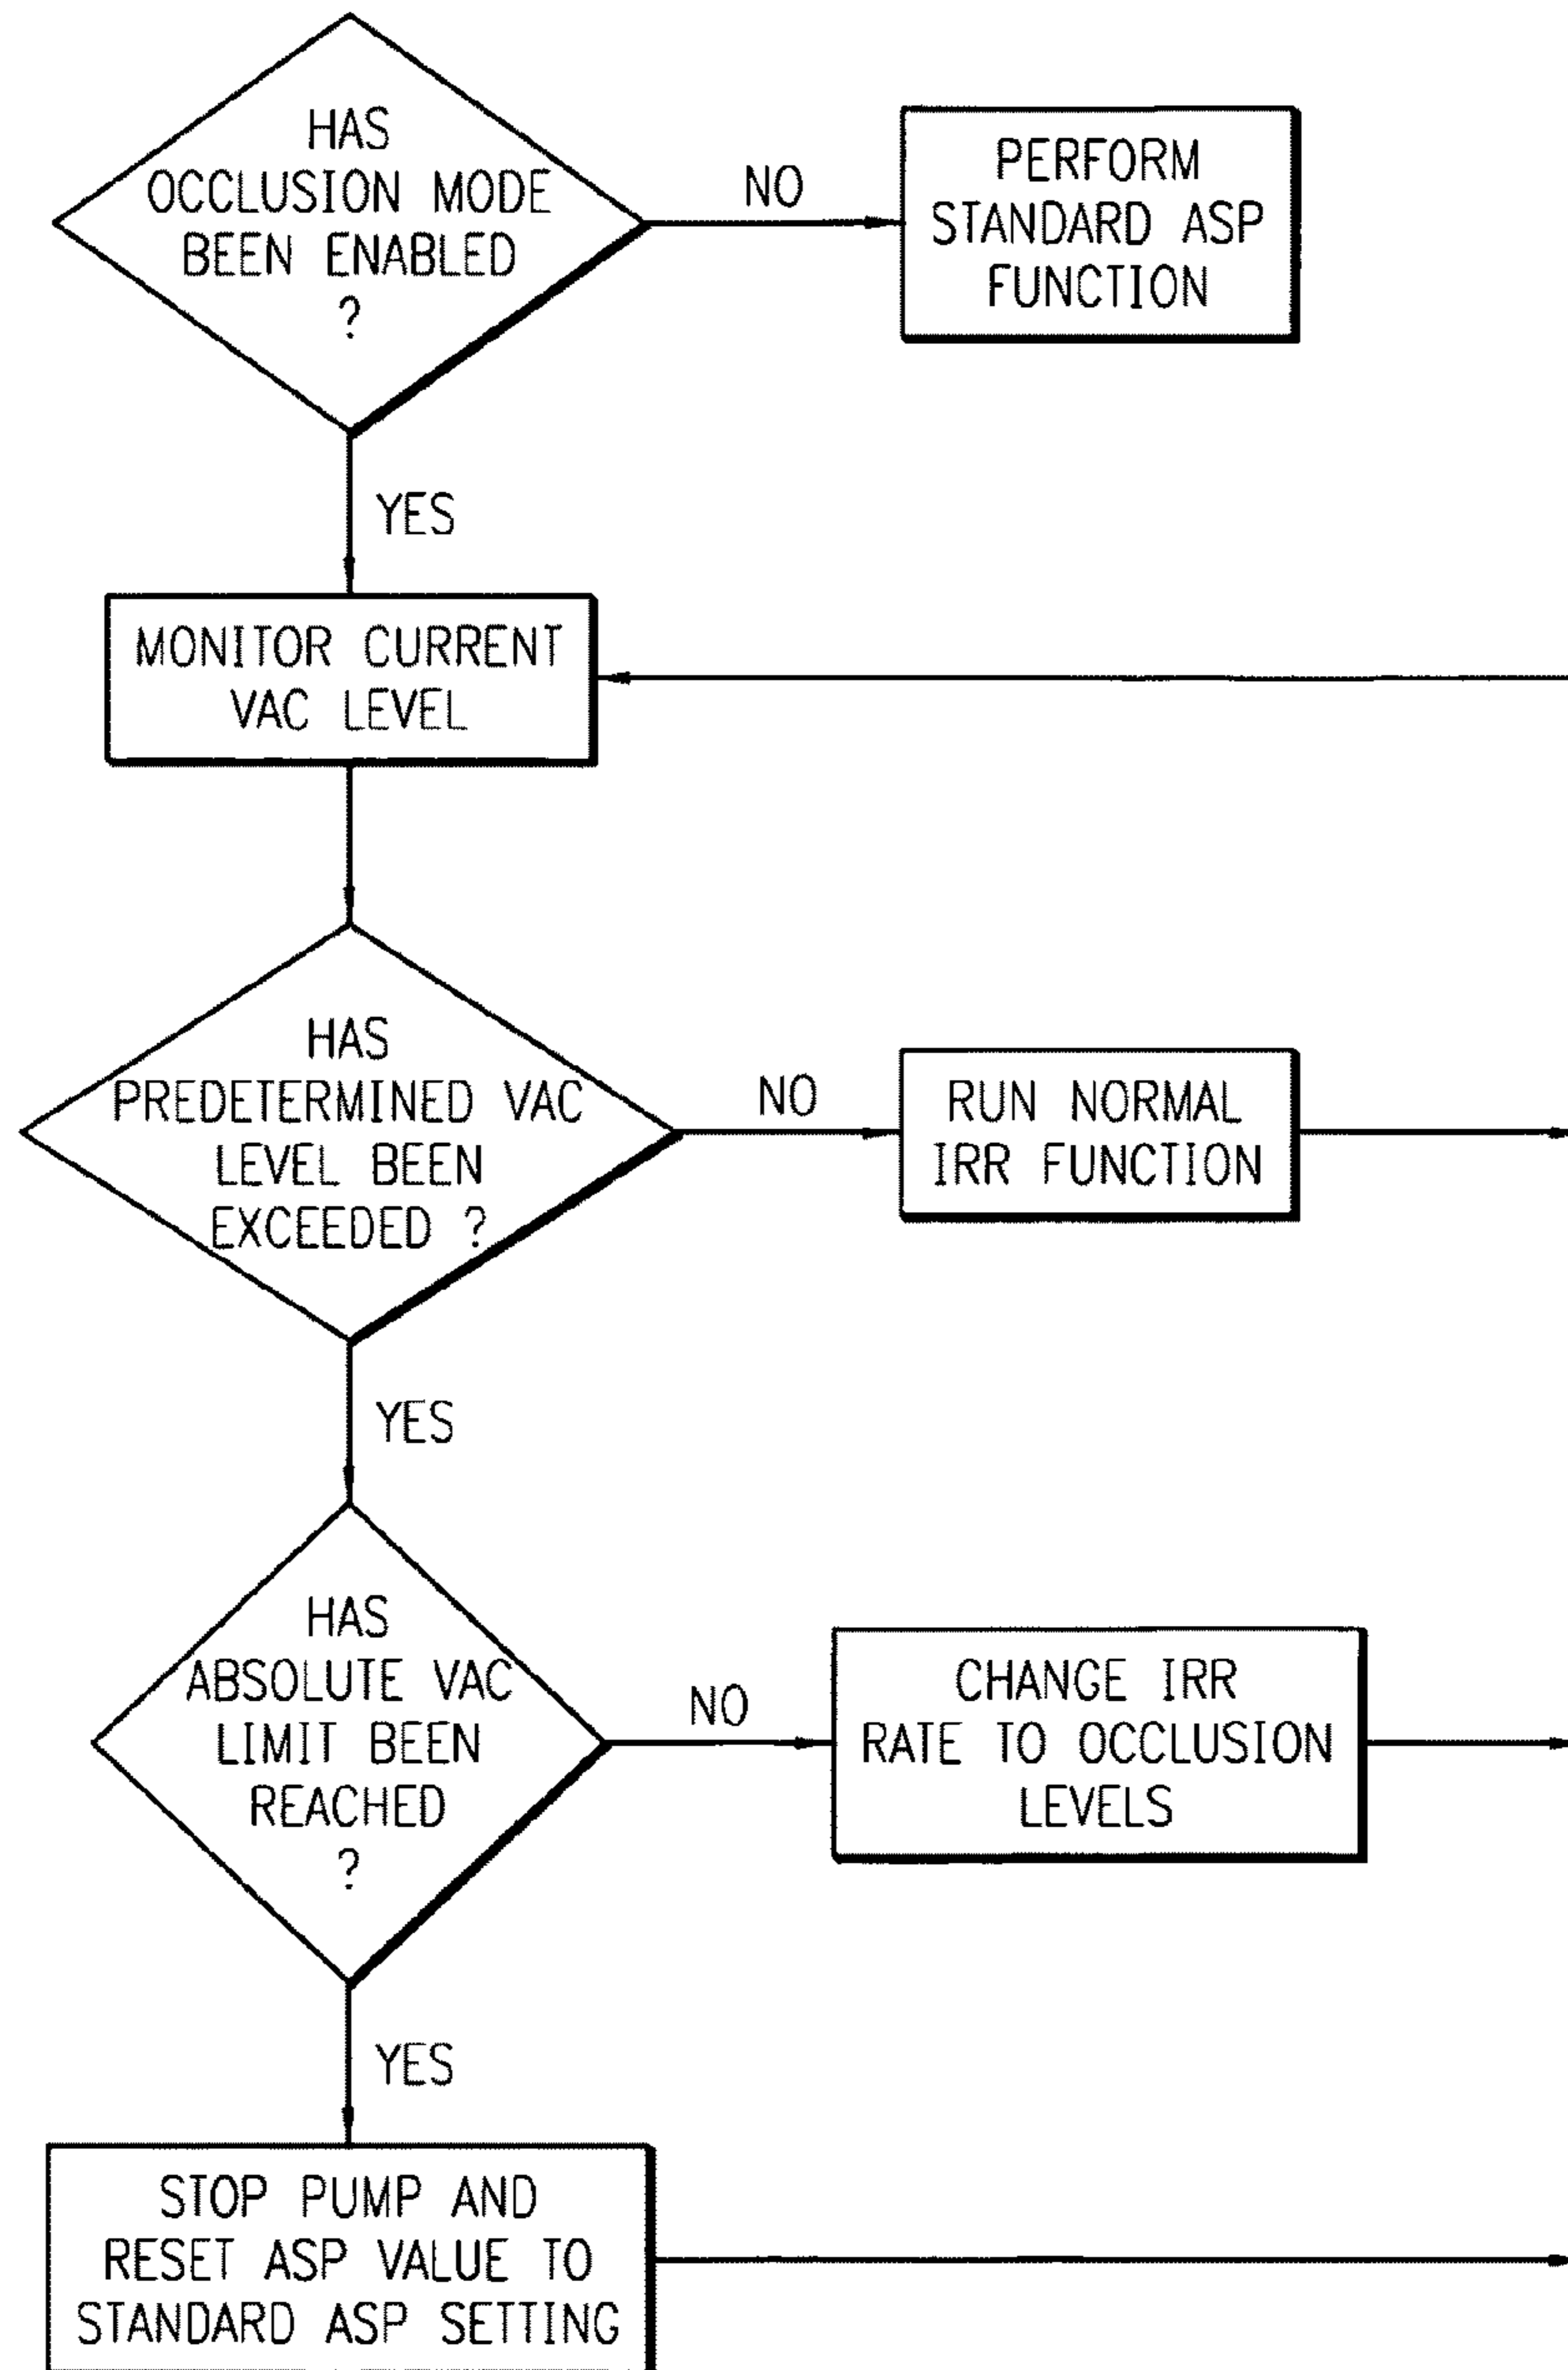 HAS
OCCLUSION MODE
BEEN ENABLED
?
NO
PERFORM
STANDARD ASP
FUNCTION
YES
MONITOR CURRENT
VAC LEVEL
HAS
PREDETERMINED VAC
LEVEL BEEN
EXCEEDED ?
NO
RUN NORMAL
IRR FUNCTION
YES
HAS
ABSOLUTE VAC
LIMIT BEEN
REACHED
?
NO
CHANGE IRR
RATE TO OCCLUSION
LEVELS
YES
STOP PUMP AND
RESET ASP VALUE TO
STANDARD ASP SETTING